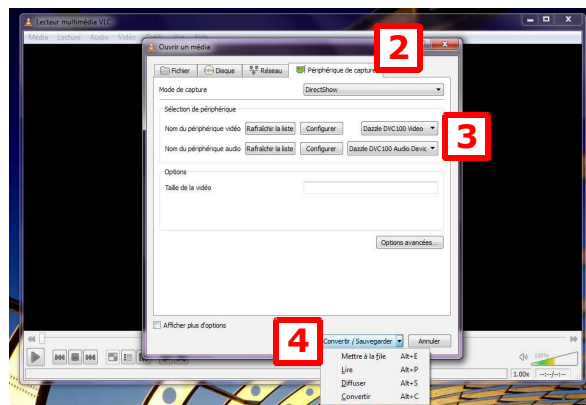 Lecteur multimédia VLC
Média Lecture Audio Vidéo
Ouvrir un média
2
Fichier Disque Réseau Périphérique de capture
Mode de capture DirectShow
Sélection de périphérique
Nom du périphérique vidéo Rafraîchir la liste Configurer Dazzle DVC100 Video
3
Nom du périphérique audio Rafraîchir la liste Configurer Dazzle DVC100 Audio Devic
Options
Taille de la vidéo
Options avancées...
Afficher plus d'options
4
Convertir / Sauvegarder Annuler
Mettre à la file Alt+E
Lire Alt+P
Diffuser Alt+S
Convertir Alt+C
100%
1.00x --:--/--:--